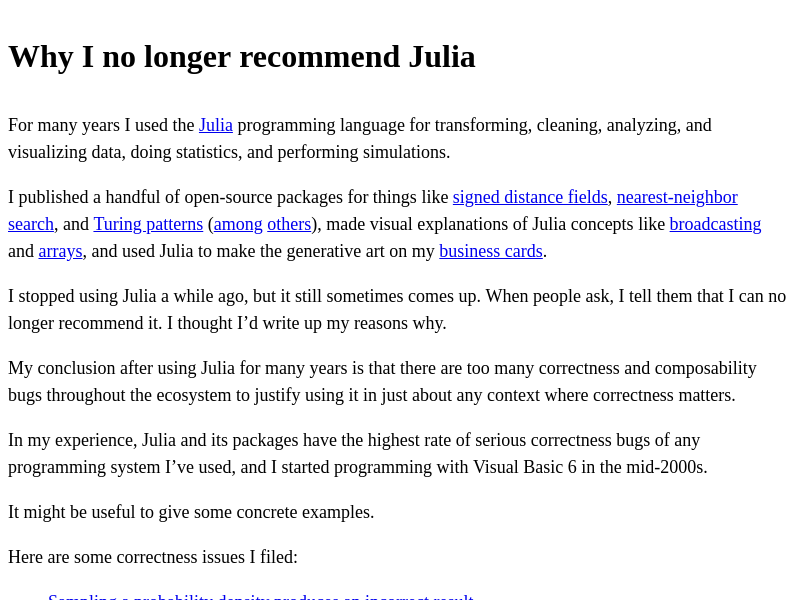 Why I no longer recommend Julia
For many years I used the Julia programming language for transforming, cleaning, analyzing, and
visualizing data, doing statistics, and performing simulations.
I published a handful of open-source packages for things like signed distance fields, nearest-neighbor
search, and Turing patterns (among others), made visual explanations of Julia concepts like broadcasting
and arrays, and used Julia to make the generative art on my business cards.
I stopped using Julia a while ago, but it still sometimes comes up. When people ask, I tell them that I can no
longer recommend it. I thought I’d write up my reasons why.
My conclusion after using Julia for many years is that there are too many correctness and composability
bugs throughout the ecosystem to justify using it in just about any context where correctness matters.
In my experience, Julia and its packages have the highest rate of serious correctness bugs of any
programming system I’ve used, and I started programming with Visual Basic 6 in the mid-2000s.
It might be useful to give some concrete examples.
Here are some correctness issues I filed:
Sampling a probability density produces an incorrect result